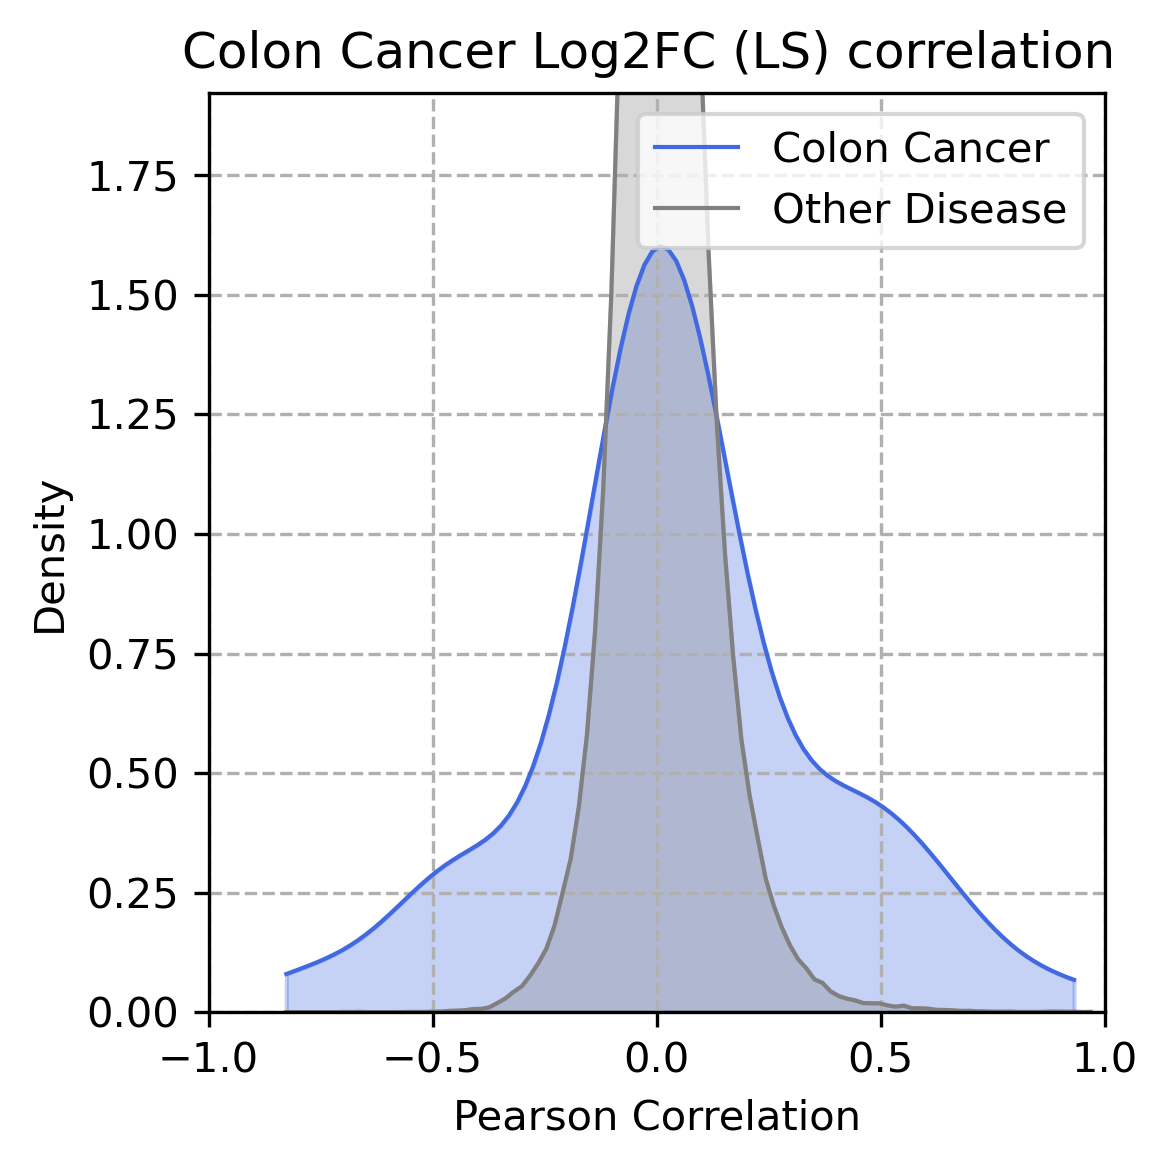 Colon Cancer Log2FC (LS) correlation
Colon Cancer
Other Disease
1.75
1.50
1.25
1.00
0.75
0.50
0.25
0.00
Density
−1.0
−0.5
0.0
0.5
1.0
Pearson Correlation